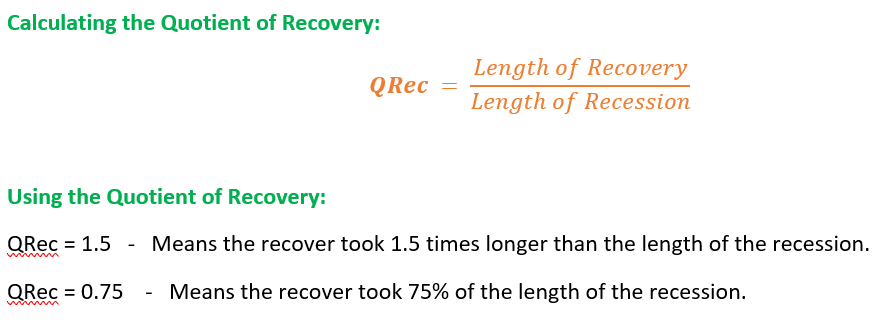 Calculating the Quotient of Recovery:
QRec = Length of Recovery / Length of Recession
Using the Quotient of Recovery:
QRec = 1.5 - Means the recover took 1.5 times longer than the length of the recession.
QRec = 0.75 - Means the recover took 75% of the length of the recession.